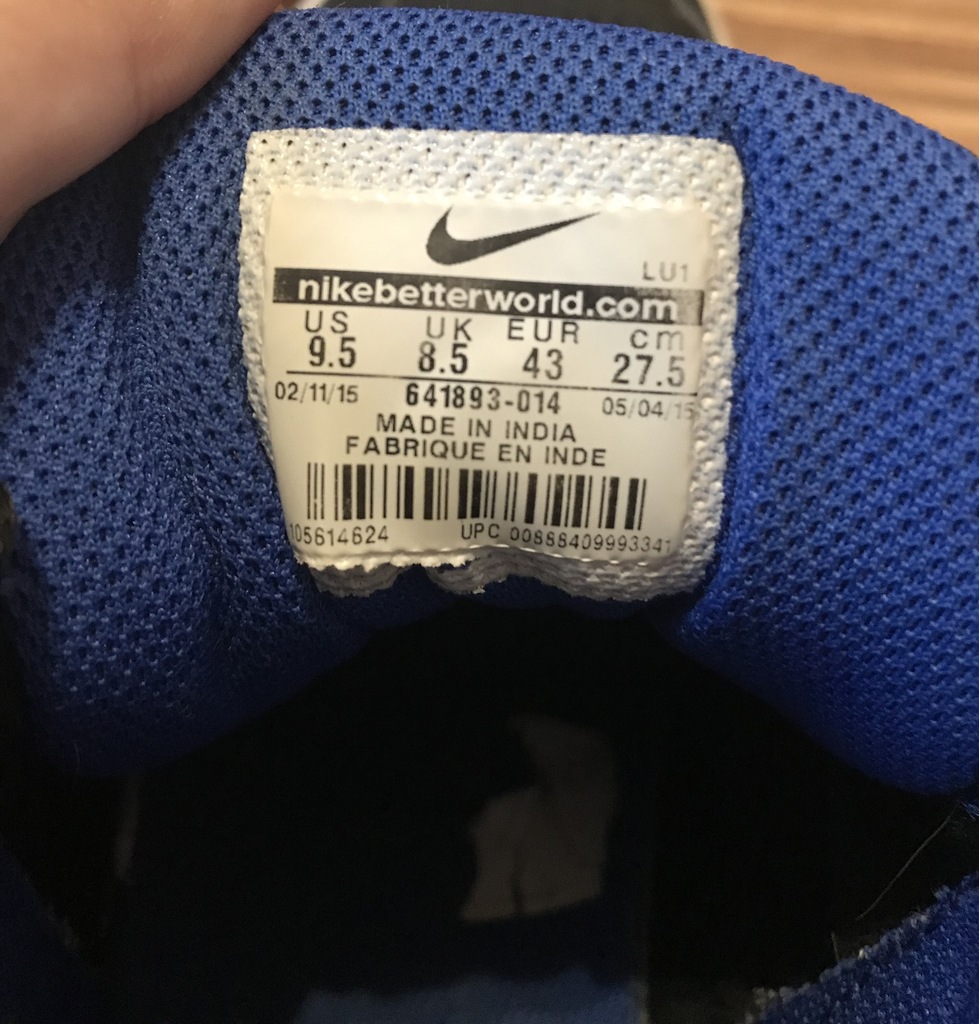 LU1
nikebetterworld.com
US UK EUR cm
9.5 8.5 43 27.5
02/11/15 641893-014 05/04/15
MADE IN INDIA
FABRIQUE EN INDE
105614624 UPC 00888409993341